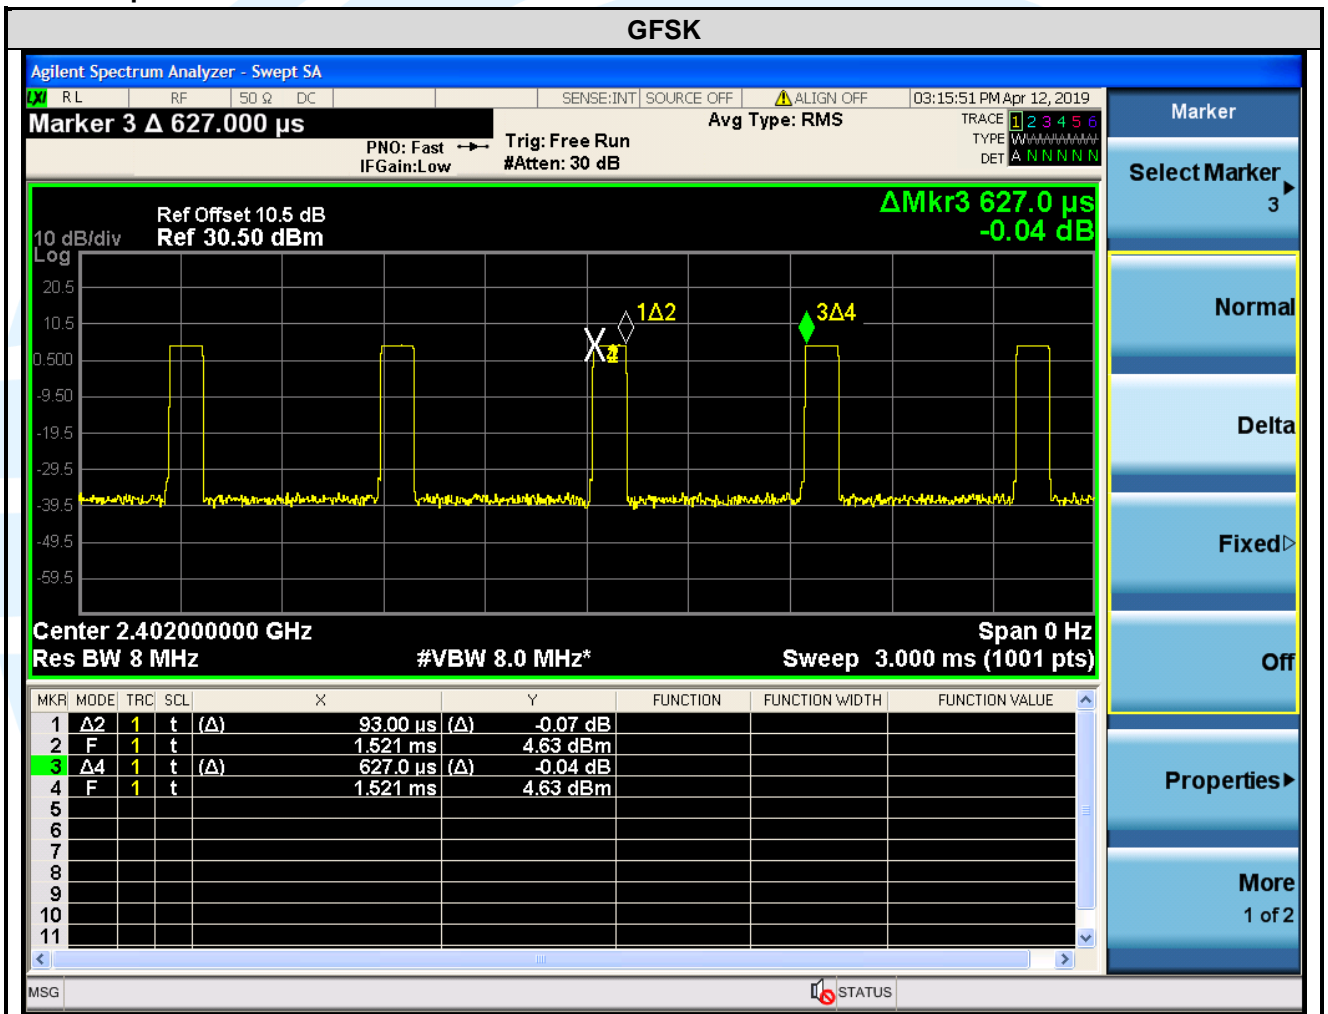 GFSK
Agilent Spectrum Analyzer - Swept SA
LXI RL RF 50 Ω DC SENSE:INT SOURCE OFF ALIGN OFF 03:15:51 PM Apr 12, 2019
Marker 3 Δ 627.000 µs
PNO: Fast
IFGain:Low
Trig: Free Run
#Atten: 30 dB
Avg Type: RMS
TRACE 1 2 3 4 5 6
TYPE
DET A N N N N N
ΔMkr3 627.0 µs
-0.04 dB
Ref Offset 10.5 dB
10 dB/div Ref 30.50 dBm
Log
20.5
10.5
0.500
-9.50
-19.5
-29.5
-39.5
-49.5
-59.5
1Δ2
3Δ4
Center 2.402000000 GHz Span 0 Hz
Res BW 8 MHz #VBW 8.0 MHz* Sweep 3.000 ms (1001 pts)
MKR MODE TRC SCL X Y FUNCTION FUNCTION WIDTH FUNCTION VALUE
1 Δ2 1 t (Δ) 93.00 µs (Δ) -0.07 dB
2 F 1 t 1.521 ms 4.63 dBm
3 Δ4 1 t (Δ) 627.0 µs (Δ) -0.04 dB
4 F 1 t 1.521 ms 4.63 dBm
5
6
7
8
9
10
11
MSG STATUS
Marker
Select Marker
3
Normal
Delta
Fixed
Off
Properties
More
1 of 2